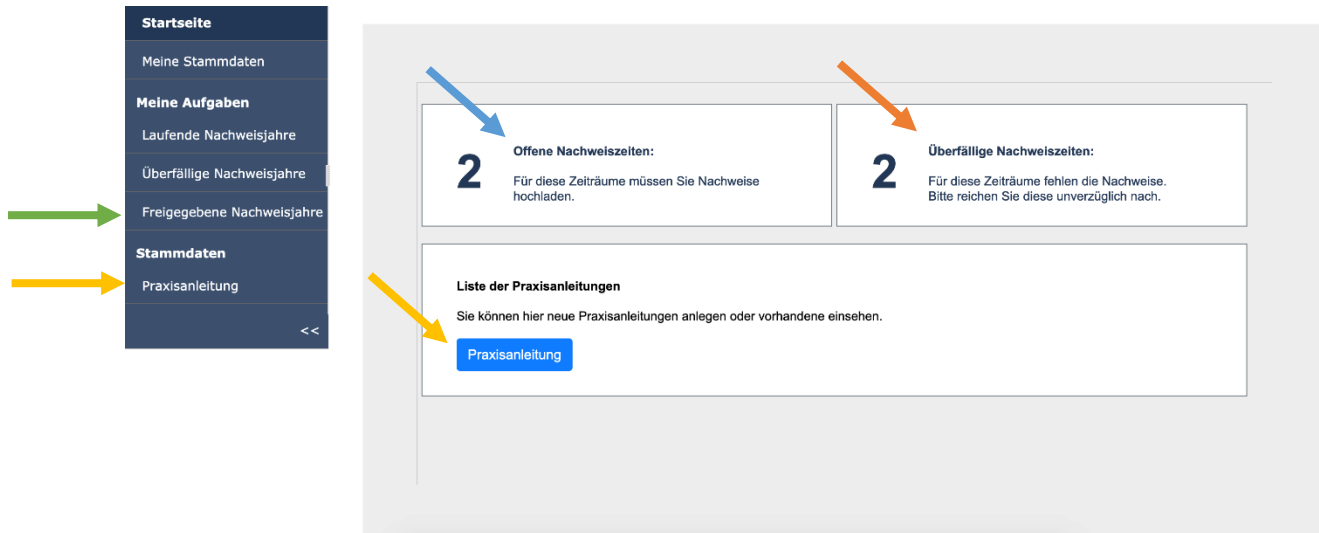 Startseite
Meine Stammdaten
Meine Aufgaben
Laufende Nachweisjahre
Überfällige Nachweisjahre
Freigegebene Nachweisjahre
Stammdaten
Praxisanleitung
<<
2
Offene Nachweiszeiten:
Für diese Zeiträume müssen Sie Nachweise
hochladen.
2
Überfällige Nachweiszeiten:
Für diese Zeiträume fehlen die Nachweise.
Bitte reichen Sie diese unverzüglich nach.
Liste der Praxisanleitungen
Sie können hier neue Praxisanleitungen anlegen oder vorhandene einsehen.
Praxisanleitung